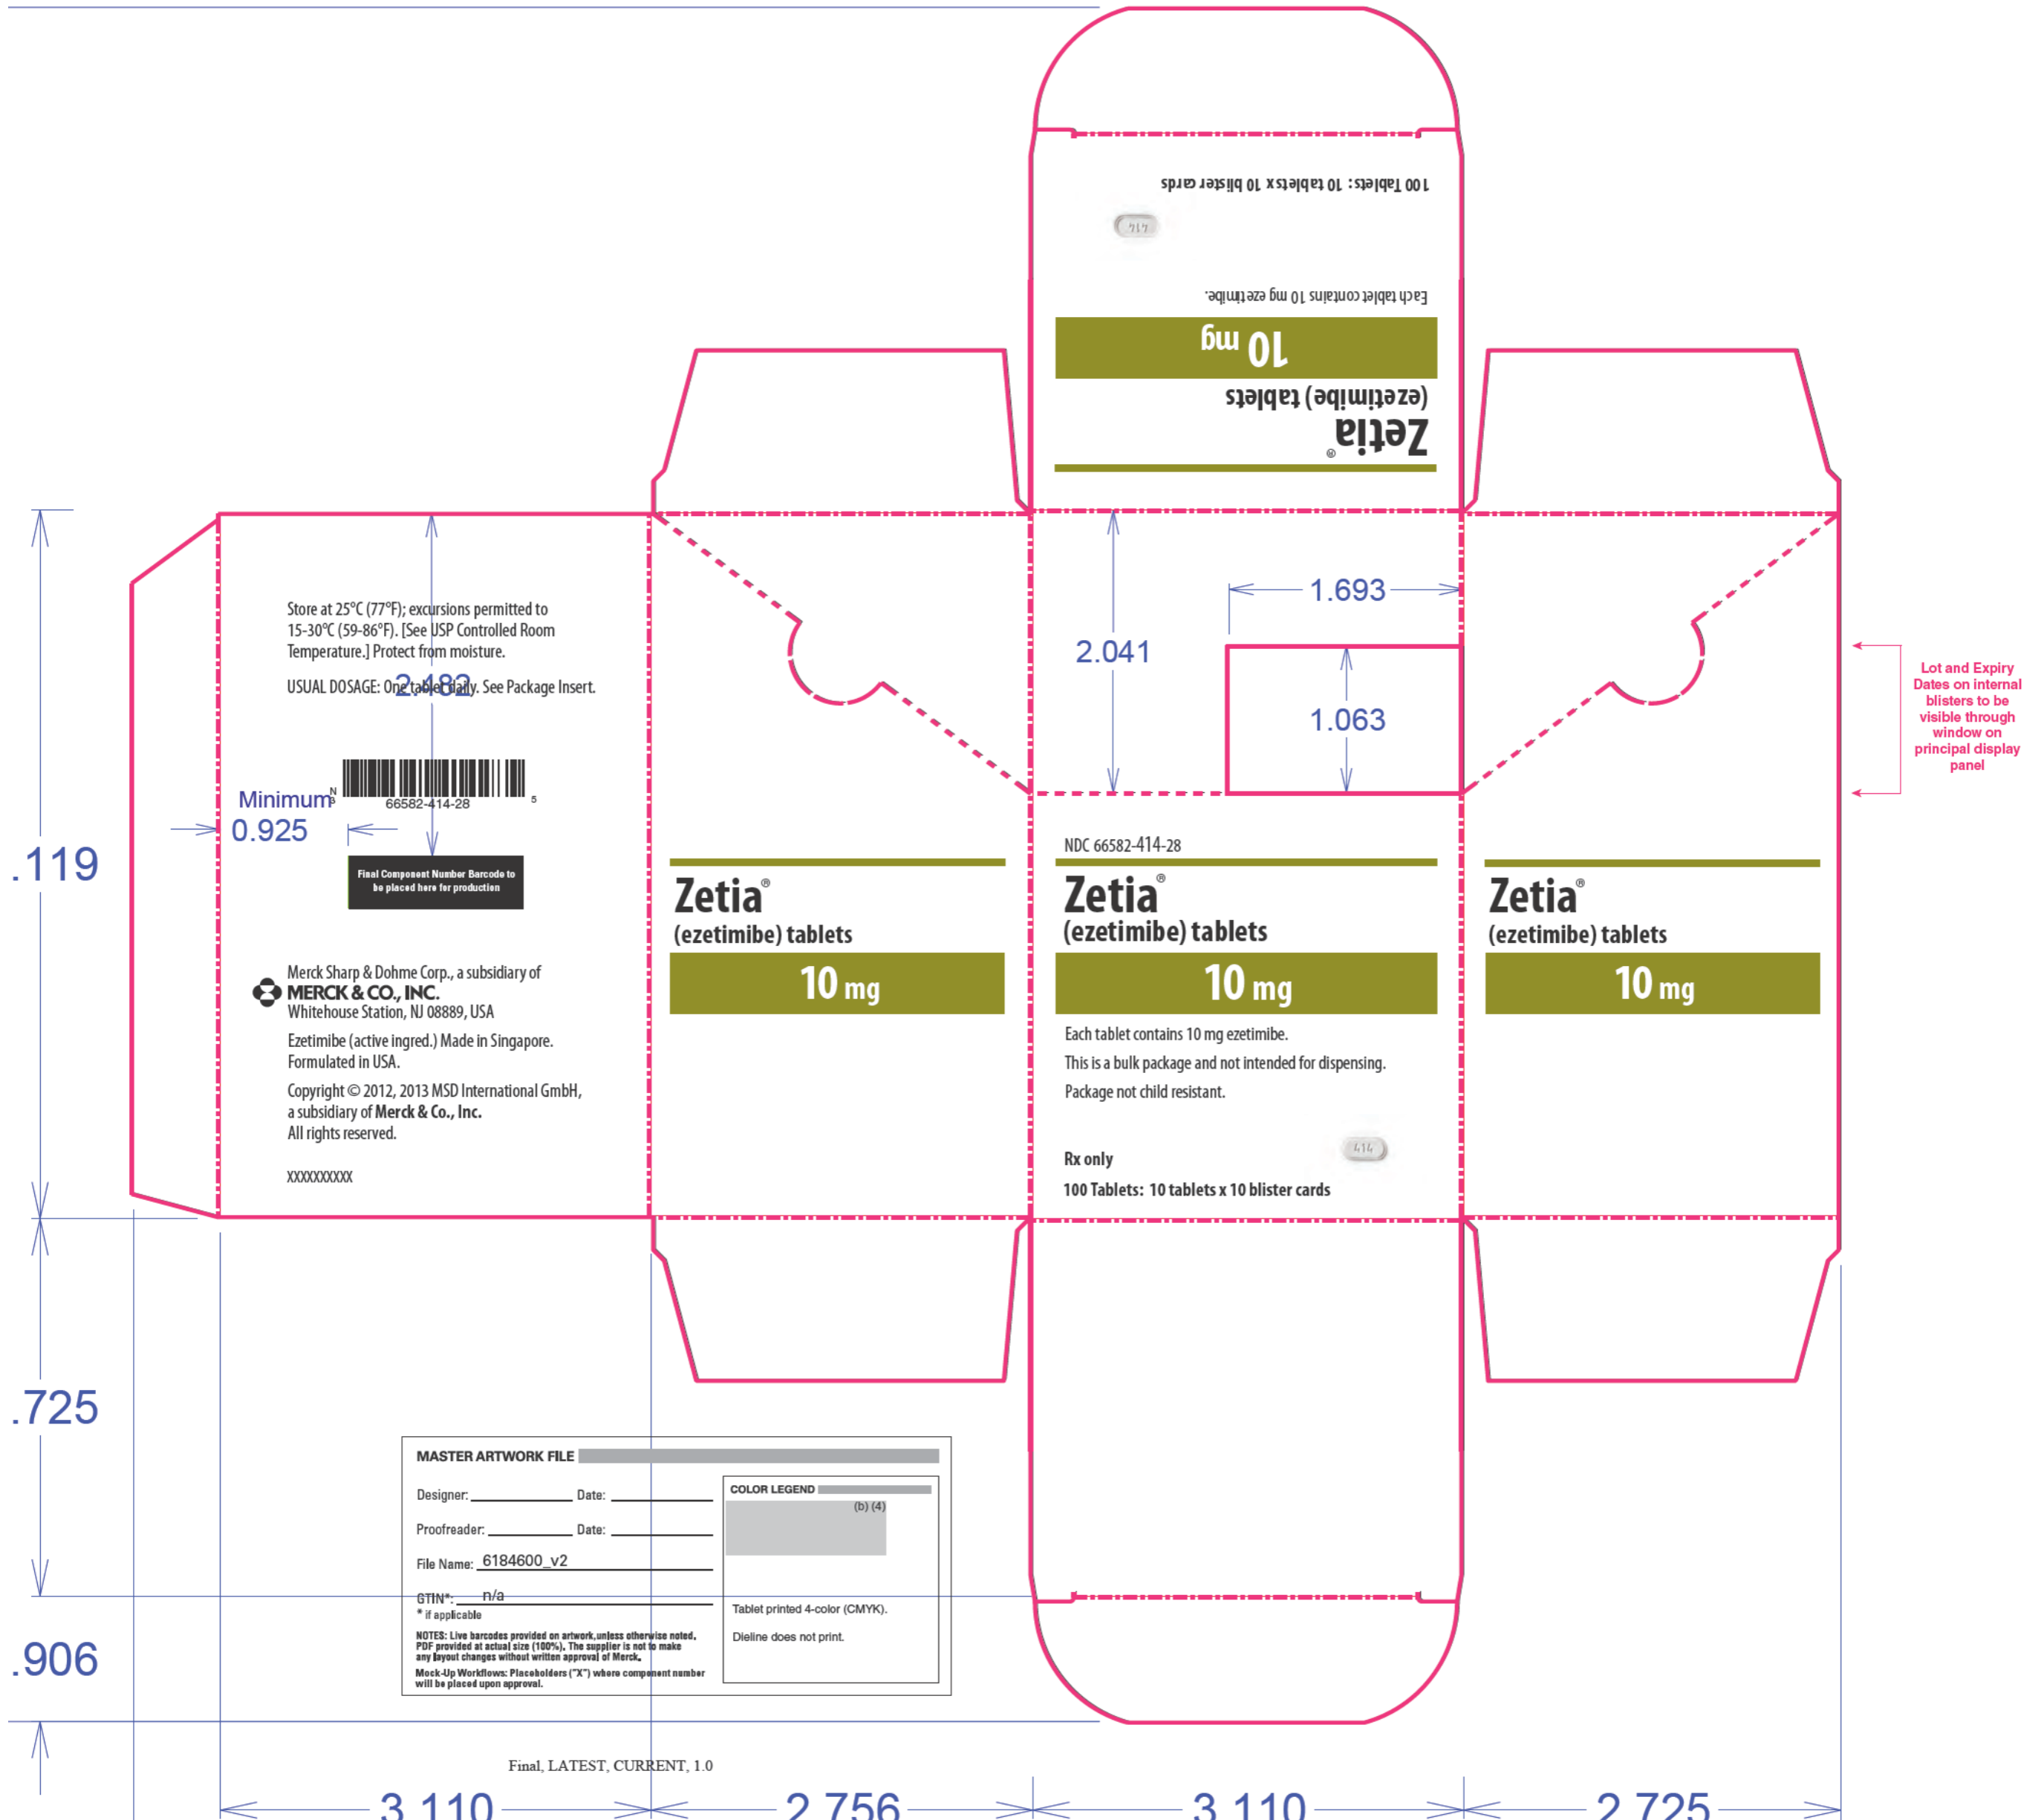 100 Tablets: 10 tablets x 10 blister cards
414
Each tablet contains 10 mg ezetimibe.
10 mg
(ezetimibe) tablets
Zetia®
Store at 25°C (77°F); excursions permitted to
15-30°C (59-86°F). [See USP Controlled Room
Temperature.] Protect from moisture.
2.482
USUAL DOSAGE: One tablet daily. See Package Insert.
N
3
66582-414-28
5
Minimum
0.925
Final Component Number Barcode to
be placed here for production
Merck Sharp & Dohme Corp., a subsidiary of
MERCK & CO., INC.
Whitehouse Station, NJ 08889, USA
Ezetimibe (active ingred.) Made in Singapore.
Formulated in USA.
Copyright © 2012, 2013 MSD International GmbH,
a subsidiary of Merck & Co., Inc.
All rights reserved.
XXXXXXXXXX
Zetia®
(ezetimibe) tablets
10 mg
2.041
1.693
1.063
NDC 66582-414-28
Zetia®
(ezetimibe) tablets
10 mg
Each tablet contains 10 mg ezetimibe.
This is a bulk package and not intended for dispensing.
Package not child resistant.
414
Rx only
100 Tablets: 10 tablets x 10 blister cards
Zetia®
(ezetimibe) tablets
10 mg
Lot and Expiry
Dates on internal
blisters to be
visible through
window on
principal display
panel
.119
.725
.906
MASTER ARTWORK FILE
Designer: Date:
Proofreader: Date:
File Name: 6184600_v2
GTIN*: n/a
* if applicable
NOTES: Live barcodes provided on artwork,unless otherwise noted.
PDF provided at actual size (100%). The supplier is not to make
any layout changes without written approval of Merck.
Mock-Up Workflows: Placeholders ("X") where component number
will be placed upon approval.
COLOR LEGEND
(b) (4)
Tablet printed 4-color (CMYK).
Dieline does not print.
Final, LATEST, CURRENT, 1.0
3.110
2.756
3.110
2.725